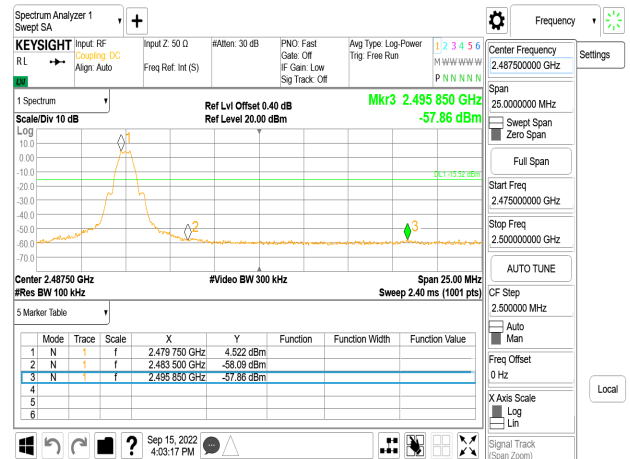 Spectrum Analyzer 1
Swept SA
Frequency
KEYSIGHT
Input: RF
Input Z: 50 Ω
#Atten: 30 dB
PNO: Fast
Avg Type: Log-Power
1 2 3 4 5 6
R L
Coupling: DC
Gate: Off
Trig: Free Run
M W W W W W
Align: Auto
Freq Ref: Int (S)
IF Gain: Low
Sig Track: Off
P N N N N N
LNI
1 Spectrum
Ref Lvl Offset 0.40 dB
Mkr3 2.495 850 GHz
Scale/Div 10 dB
Ref Level 20.00 dBm
-57.86 dBm
Log
10.0
0.00
-10.0
-20.0
-30.0
-40.0
-50.0
-60.0
-70.0
1
2
3
DL1 -15.52 dBm
Center 2.48750 GHz
#Video BW 300 kHz
Span 25.00 MHz
#Res BW 100 kHz
Sweep 2.40 ms (1001 pts)
5 Marker Table
Mode Trace Scale X Y Function Function Width Function Value
1 N 1 f 2.479 750 GHz 4.522 dBm
2 N 1 f 2.483 500 GHz -58.09 dBm
3 N 1 f 2.495 850 GHz -57.86 dBm
4
5
6
Sep 15, 2022
4:03:17 PM
Center Frequency
2.487500000 GHz
Span
25.0000000 MHz
Swept Span
Zero Span
Full Span
Start Freq
2.475000000 GHz
Stop Freq
2.500000000 GHz
AUTO TUNE
CF Step
2.500000 MHz
Auto
Man
Freq Offset
0 Hz
X Axis Scale
Log
Lin
Signal Track
(Span Zoom)
Settings
Local